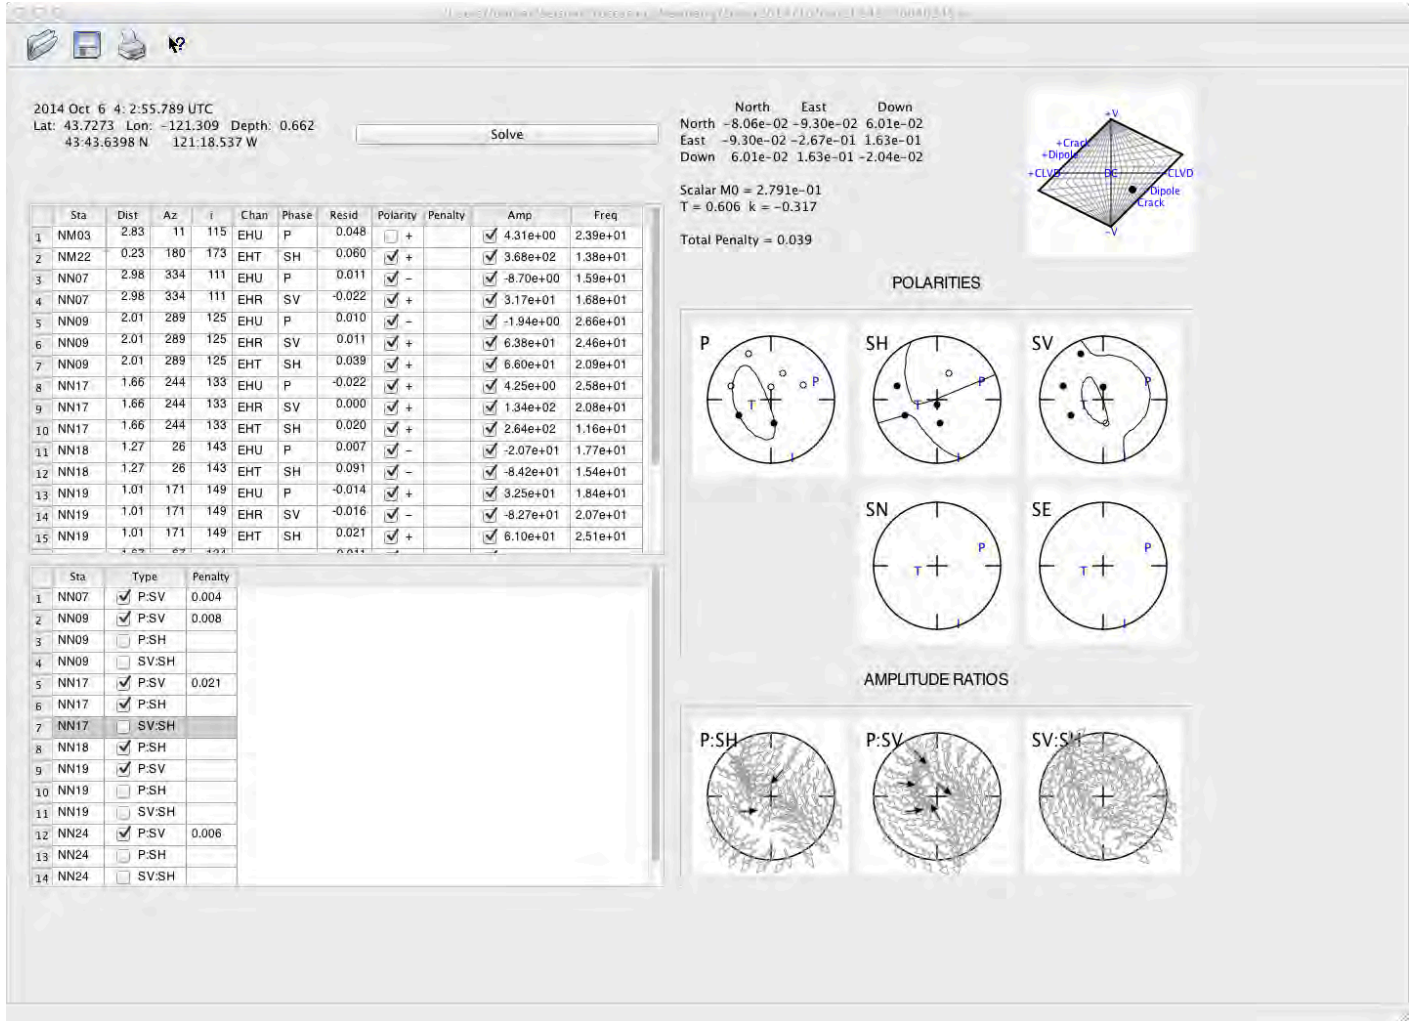 2014 Oct 6 4: 2:55.789 UTC
Lat: 43.7273 Lon: -121.309 Depth: 0.662
43:43.6398 N 121:18.537 W
Solve
Sta Dist Az i Chan Phase Resid Polarity Penalty Amp Freq
1 NM03 2.83 11 115 EHU P 0.048 + 4.31e+00 2.39e+01
2 NM22 0.23 180 173 EHT SH 0.060 + 3.68e+02 1.38e+01
3 NN07 2.98 334 111 EHU P 0.011 - -8.70e+00 1.59e+01
4 NN07 2.98 334 111 EHR SV -0.022 + 3.17e+01 1.68e+01
5 NN09 2.01 289 125 EHU P 0.010 - -1.94e+00 2.66e+01
6 NN09 2.01 289 125 EHR SV 0.011 + 6.38e+01 2.46e+01
7 NN09 2.01 289 125 EHT SH 0.039 + 6.60e+01 2.09e+01
8 NN17 1.66 244 133 EHU P -0.022 + 4.25e+00 2.58e+01
9 NN17 1.66 244 133 EHR SV 0.000 + 1.34e+02 2.08e+01
10 NN17 1.66 244 133 EHT SH 0.020 + 2.64e+02 1.16e+01
11 NN18 1.27 26 143 EHU P 0.007 - -2.07e+01 1.77e+01
12 NN18 1.27 26 143 EHT SH 0.091 - -8.42e+01 1.54e+01
13 NN19 1.01 171 149 EHU P -0.014 + 3.25e+01 1.84e+01
14 NN19 1.01 171 149 EHR SV -0.016 - -8.27e+01 2.07e+01
15 NN19 1.01 171 149 EHT SH 0.021 + 6.10e+01 2.51e+01
Sta Type Penalty
1 NN07 P:SV 0.004
2 NN09 P:SV 0.008
3 NN09 P:SH
4 NN09 SV:SH
5 NN17 P:SV 0.021
6 NN17 P:SH
7 NN17 SV:SH
8 NN18 P:SH
9 NN19 P:SV
10 NN19 P:SH
11 NN19 SV:SH
12 NN24 P:SV 0.006
13 NN24 P:SH
14 NN24 SV:SH
North East Down
North -8.06e-02 -9.30e-02 6.01e-02
East -9.30e-02 -2.67e-01 1.63e-01
Down 6.01e-02 1.63e-01 -2.04e-02
Scalar M0 = 2.791e-01
T = 0.606 k = -0.317
Total Penalty = 0.039
+V
+Crack
+Dipole
+CLVD DC -CLVD
-Dipole
-Crack
-V
POLARITIES
P P T I
SH P T I
SV P T I
SN P T I
SE P T I
AMPLITUDE RATIOS
P:SH P:SV SV:SH